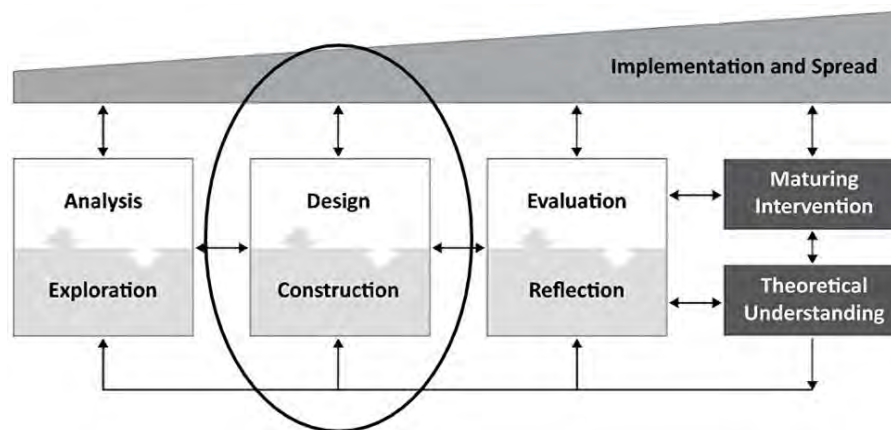 Implementation and Spread
Analysis
Exploration
Design
Construction
Evaluation
Reflection
Maturing
Intervention
Theoretical
Understanding